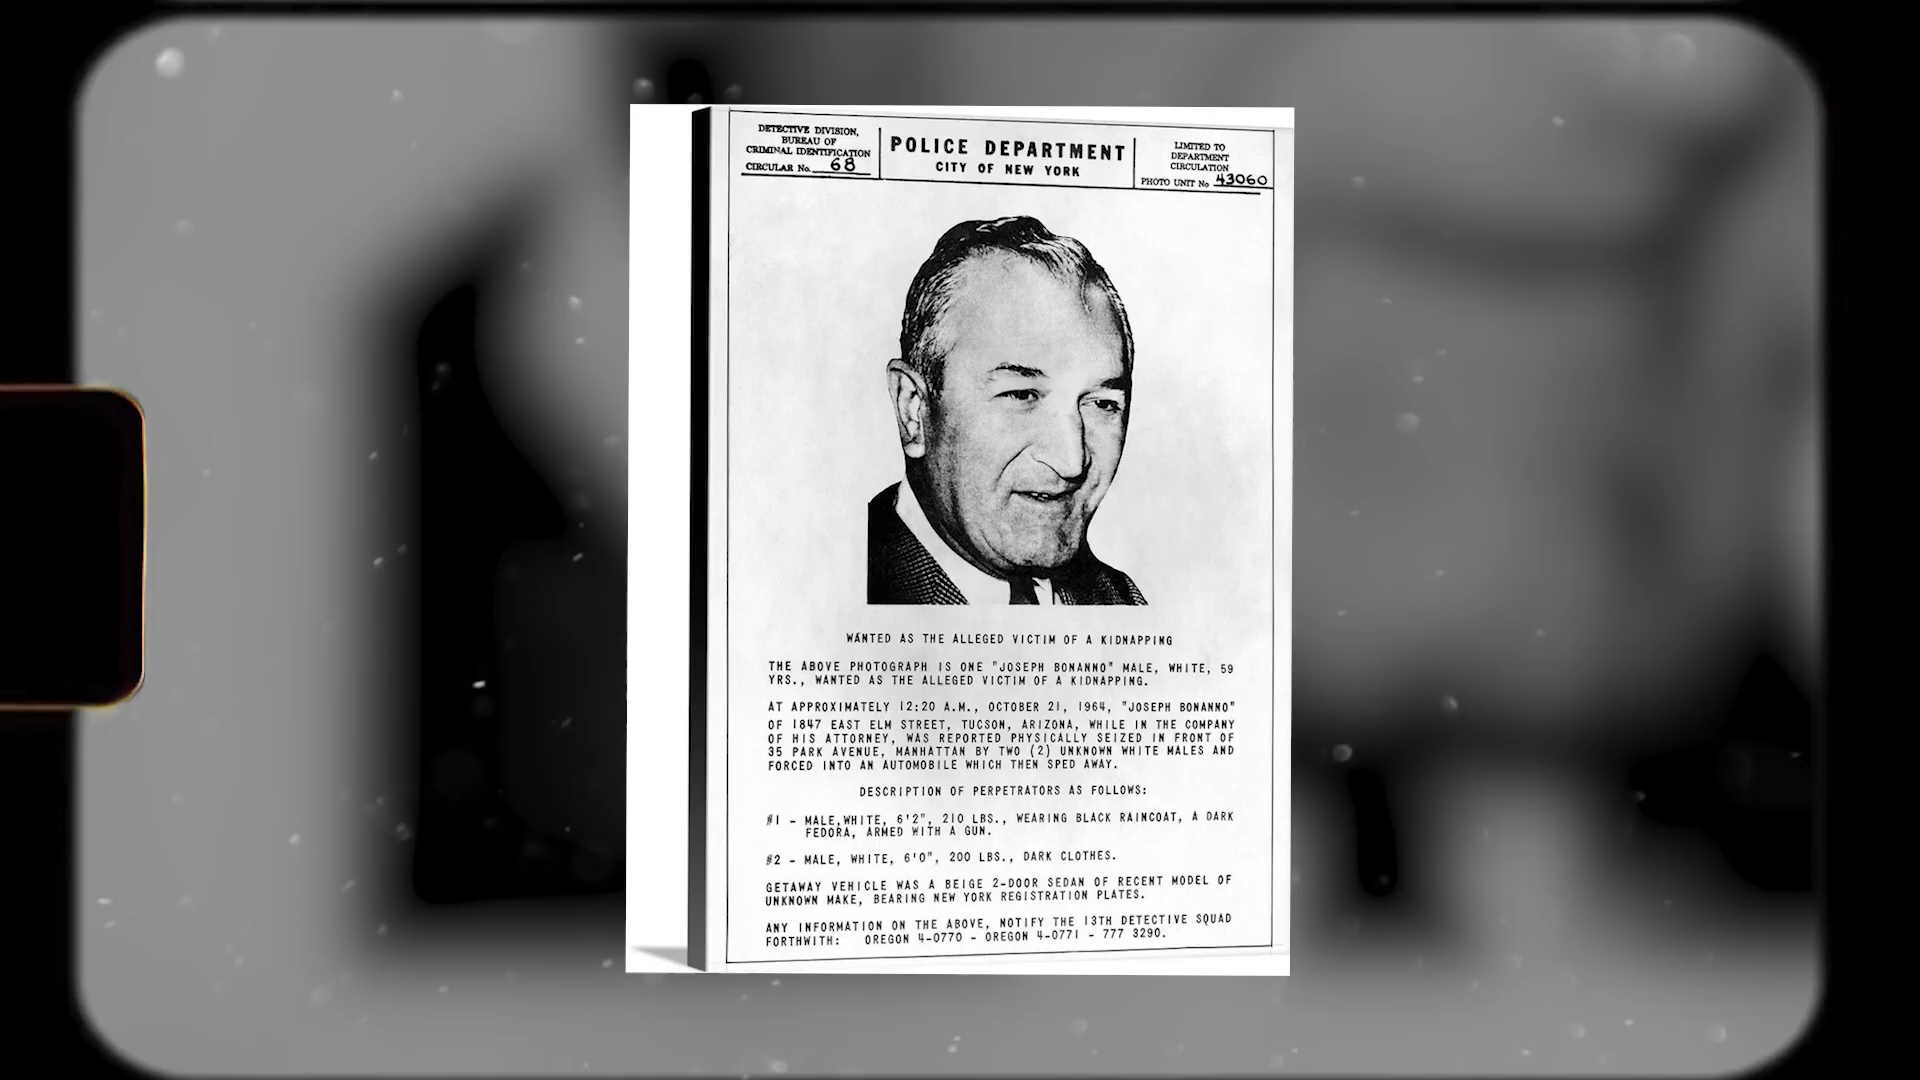 DETECTIVE DIVISION,
BUREAU OF
CRIMINAL IDENTIFICATION
CIRCULAR No. 68
POLICE DEPARTMENT
CITY OF NEW YORK
LIMITED TO
DEPARTMENT
CIRCULATION
PHOTO UNIT No 43060
WANTED AS THE ALLEGED VICTIM OF A KIDNAPPING
THE ABOVE PHOTOGRAPH IS ONE "JOSEPH BONANNO" MALE, WHITE, 59
YRS., WANTED AS THE ALLEGED VICTIM OF A KIDNAPPING.
AT APPROXIMATELY 12:20 A.M., OCTOBER 21, 1964, "JOSEPH BONANNO"
OF 1847 EAST ELM STREET, TUCSON, ARIZONA, WHILE IN THE COMPANY
OF HIS ATTORNEY, WAS REPORTED PHYSICALLY SEIZED IN FRONT OF
35 PARK AVENUE, MANHATTAN BY TWO (2) UNKNOWN WHITE MALES AND
FORCED INTO AN AUTOMOBILE WHICH THEN SPED AWAY.
DESCRIPTION OF PERPETRATORS AS FOLLOWS:
#1 - MALE,WHITE, 6'2", 210 LBS., WEARING BLACK RAINCOAT, A DARK
FEDORA, ARMED WITH A GUN.
#2 - MALE, WHITE, 6'0", 200 LBS., DARK CLOTHES.
GETAWAY VEHICLE WAS A BEIGE 2-DOOR SEDAN OF RECENT MODEL OF
UNKNOWN MAKE, BEARING NEW YORK REGISTRATION PLATES.
ANY INFORMATION ON THE ABOVE, NOTIFY THE 13TH DETECTIVE SQUAD
FORTHWITH: OREGON 4-0770 - OREGON 4-0771 - 777 3290.